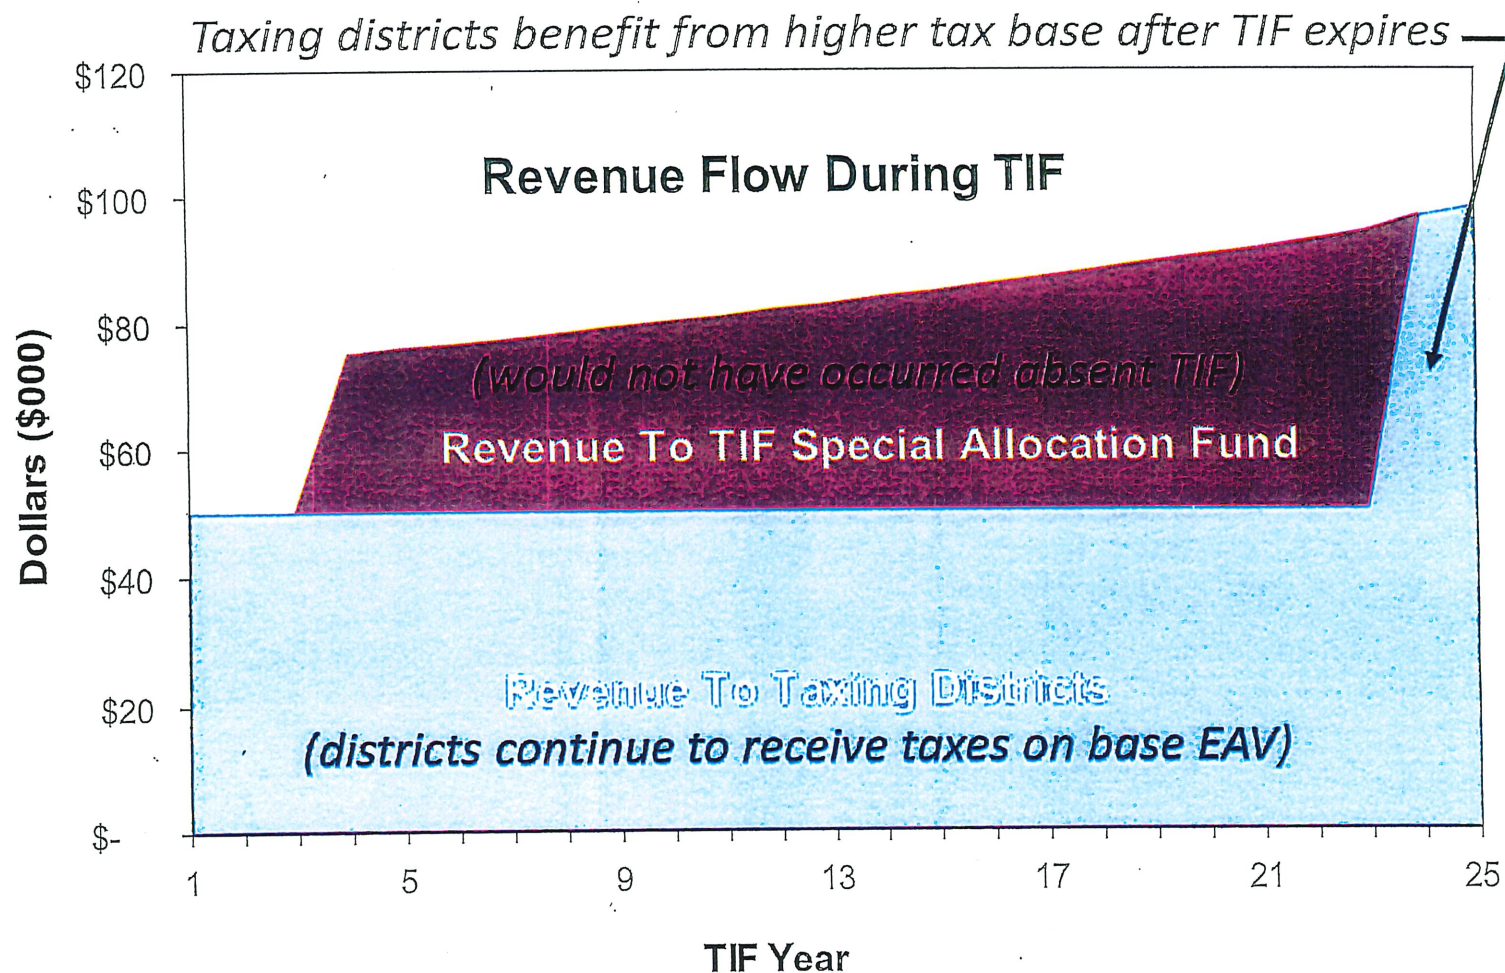 Taxing districts benefit from higher tax base after TIF expires
$120
Revenue Flow During TIF
$100
$80
(would not have occurred absent TIF)
Revenue To TIF Special Allocation Fund
$60
Dollars ($000)
$40
Revenue To Taxing Districts
$20
(districts continue to receive taxes on base EAV)
$-
1 5 9 13 17 21 25
TIF Year